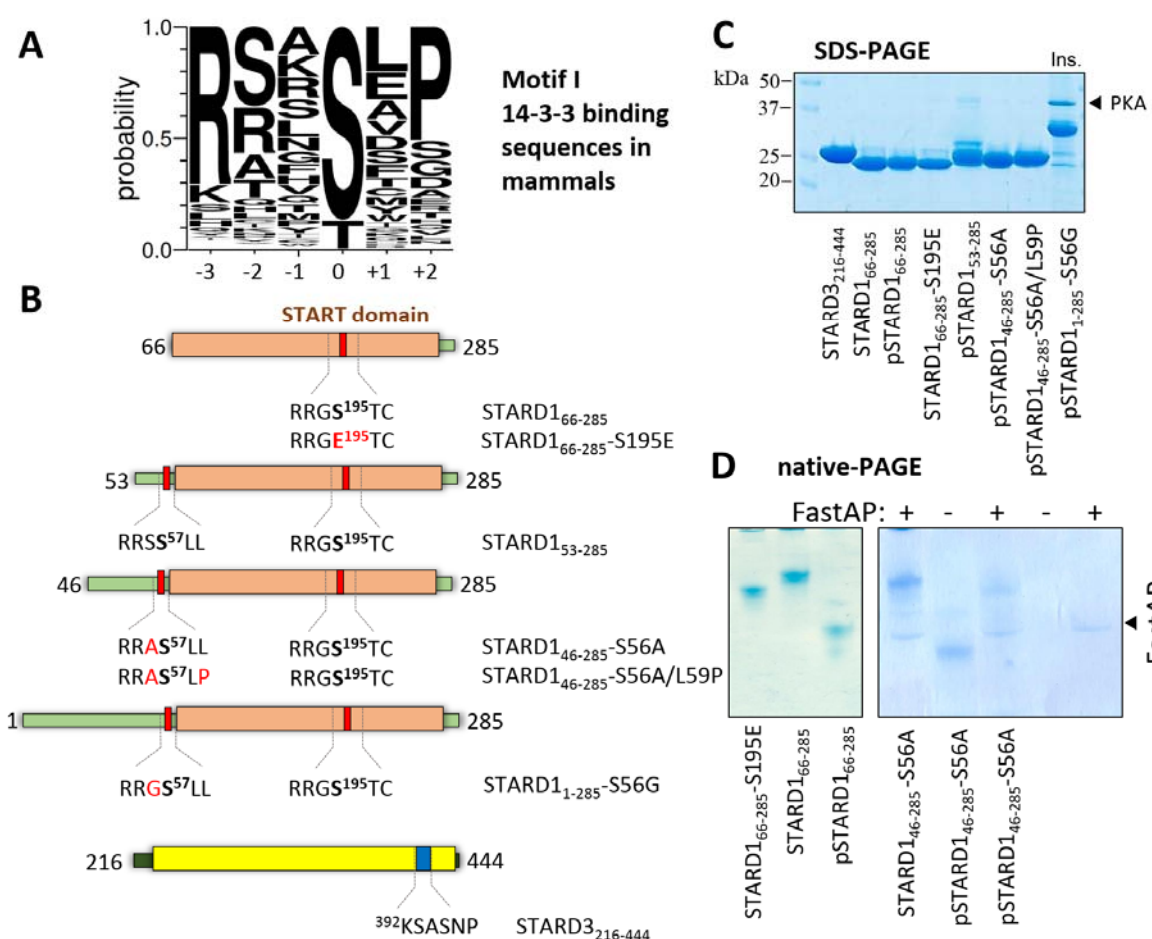 A
probability
1.0
0.5
0.0
-3 -2 -1 0 +1 +2
Motif I
14-3-3 binding
sequences in
mammals
B
START domain
66 285
RRGS¹⁹⁵TC STARD1₆₆₋₂₈₅
RRGE¹⁹⁵TC STARD1₆₆₋₂₈₅-S195E
53 285
RRSS⁵⁷LL RRGS¹⁹⁵TC STARD1₅₃₋₂₈₅
46 285
RRAS⁵⁷LL RRGS¹⁹⁵TC STARD1₄₆₋₂₈₅-S56A
RRAS⁵⁷LP RRGS¹⁹⁵TC STARD1₄₆₋₂₈₅-S56A/L59P
1 285
RRGS⁵⁷LL RRGS¹⁹⁵TC STARD1₁₋₂₈₅-S56G
216 444
³⁹²KSASNP STARD3₂₁₆₋₄₄₄
C
SDS-PAGE
Ins.
kDa
50
37
25
20
PKA
STARD3₂₁₆₋₄₄₄
STARD1₆₆₋₂₈₅
pSTARD1₆₆₋₂₈₅
STARD1₆₆₋₂₈₅-S195E
pSTARD1₅₃₋₂₈₅
pSTARD1₄₆₋₂₈₅-S56A
pSTARD1₄₆₋₂₈₅-S56A/L59P
pSTARD1₁₋₂₈₅-S56G
D
native-PAGE
FastAP: + - + - +
STARD1₆₆₋₂₈₅-S195E
STARD1₆₆₋₂₈₅
pSTARD1₆₆₋₂₈₅
STARD1₄₆₋₂₈₅-S56A
pSTARD1₄₆₋₂₈₅-S56A
pSTARD1₄₆₋₂₈₅-S56A